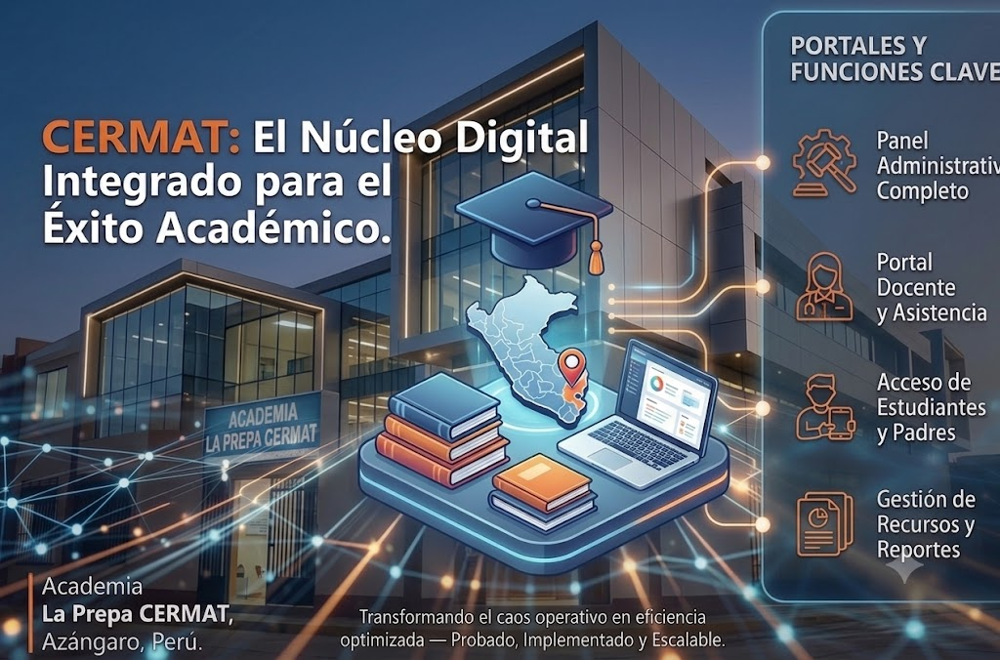 CERMAT: El Núcleo Digital
Integrado para el
Éxito Académico.
ACADEMIA
LA PREPA CERMAT
Academia
La Prepa CERMAT,
Azángaro, Perú.
Transformando el caos operativo en eficiencia
optimizada — Probado, Implementado y Escalable.
PORTALES Y
FUNCIONES CLAVE
Panel
Administrativ
Completo
Portal
Docente
y Asistencia
Acceso de
Estudiantes
y Padres
Gestión de
Recursos y
Reportes